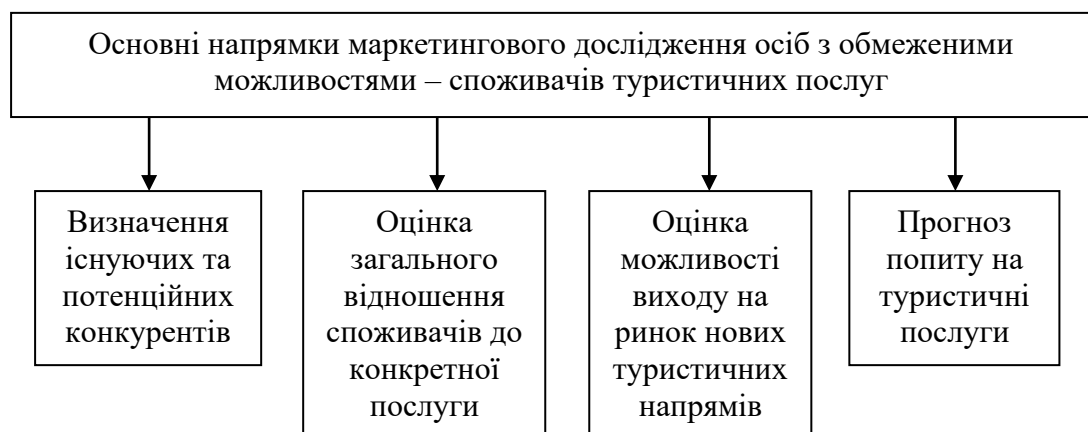 Основні напрямки маркетингового дослідження осіб з обмеженими
можливостями – споживачів туристичних послуг
Визначення
існуючих та
потенційних
конкурентів
Оцінка
загального
відношення
споживачів до
конкретної
послуги
Оцінка
можливості
виходу на
ринок нових
туристичних
напрямів
Прогноз
попиту на
туристичні
послуги